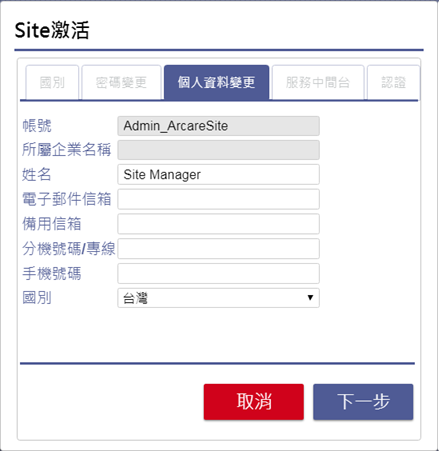 Site激活
國別 密碼變更 個人資料變更 服務中間台 認證
帳號 Admin_ArcareSite
所屬企業名稱
姓名 Site Manager
電子郵件信箱
備用信箱
分機號碼/專線
手機號碼
國別 台灣
取消 下一步